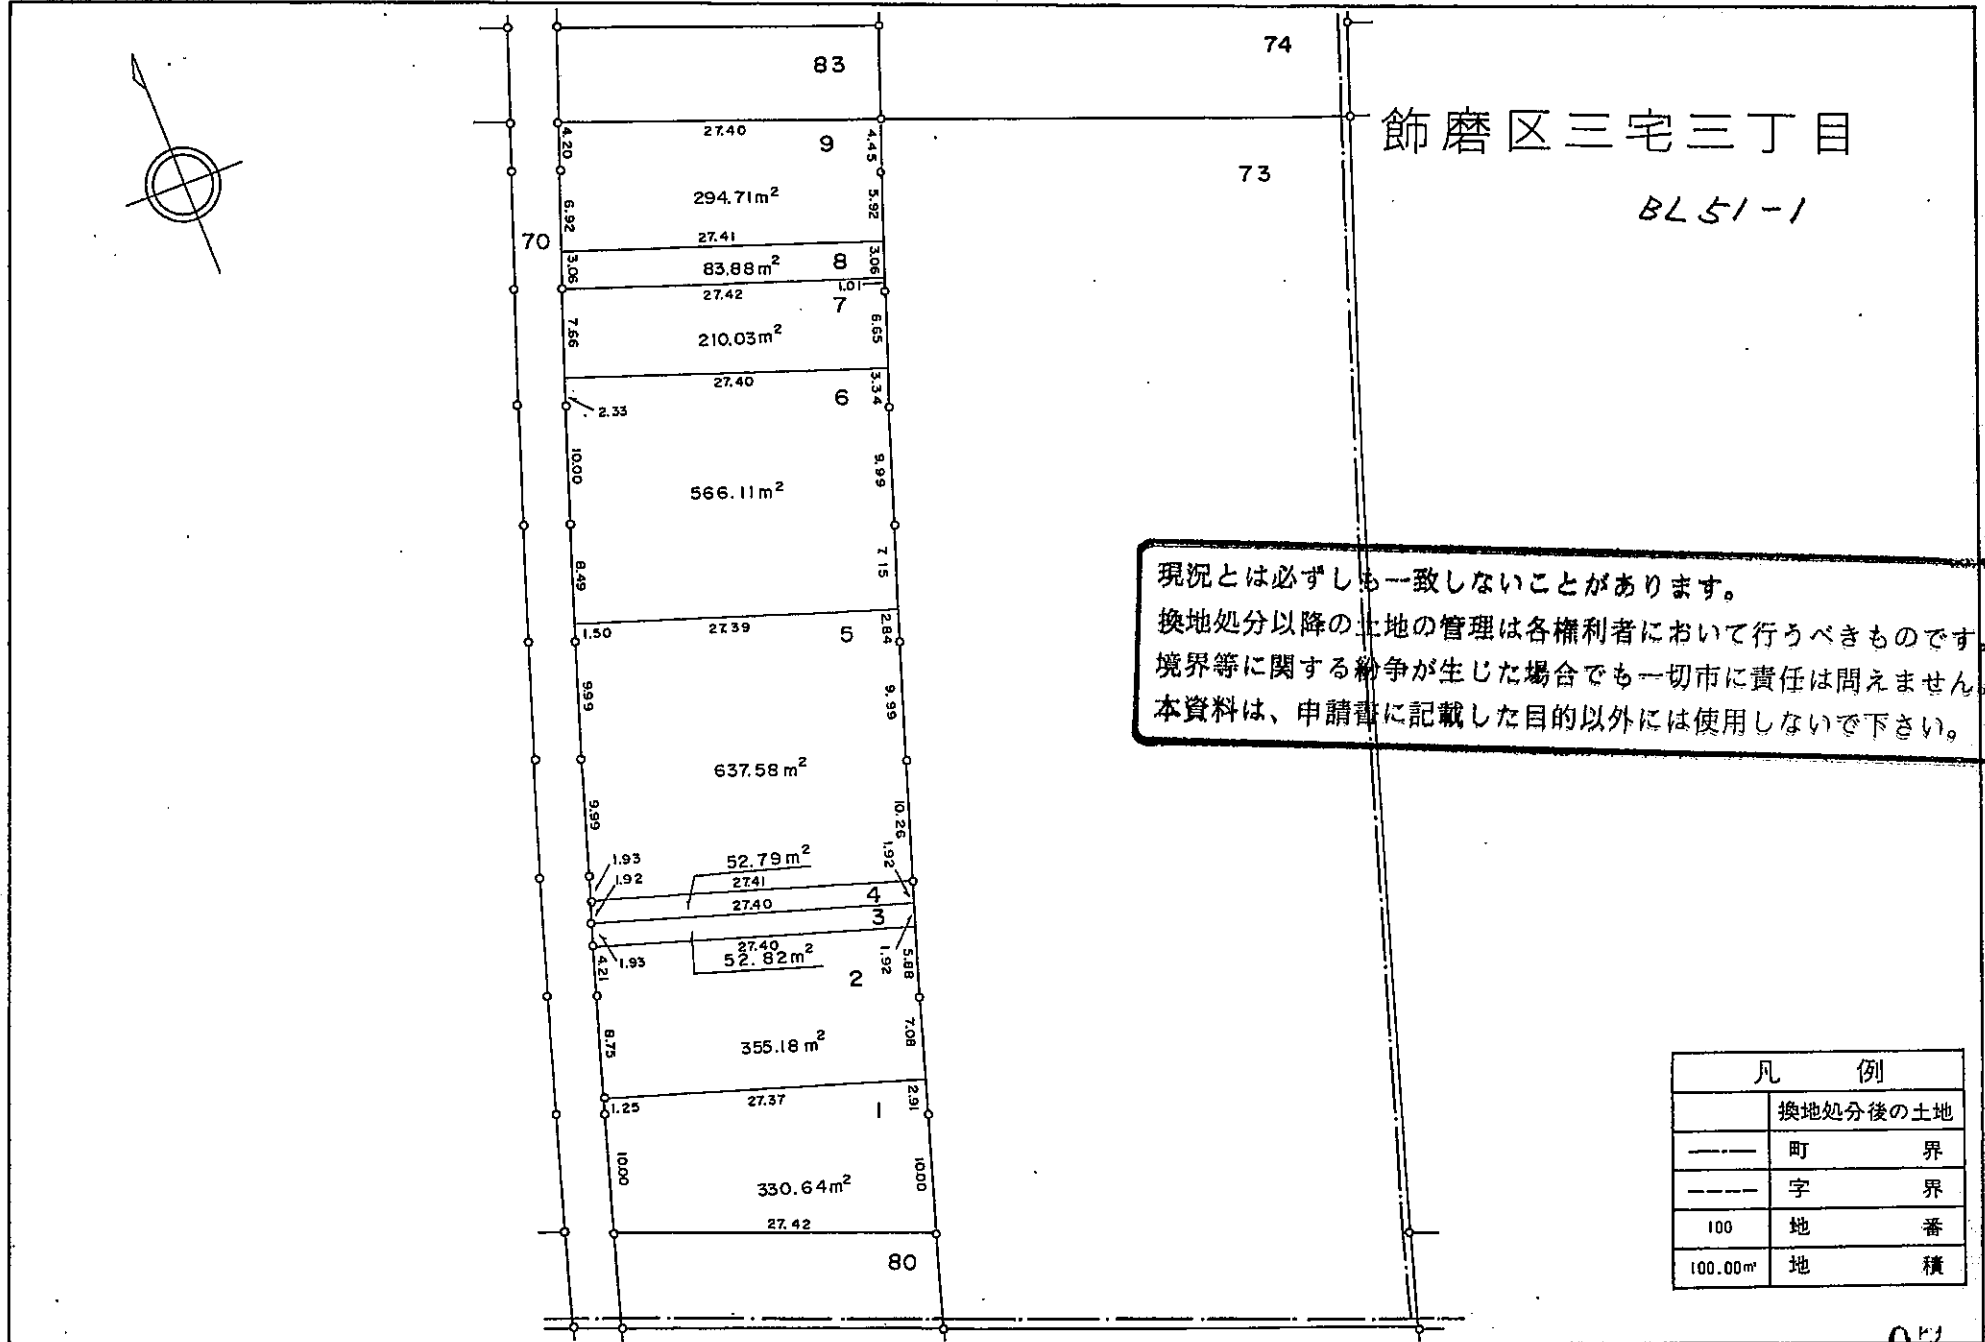 74
83
飾磨区三宅三丁目
27.40
4.20
4.45
9
73
294.71m²
6.92
5.92
BL51-1
70
27.41
3.06
83.88m²
8
3.06
27.42
1.01
7
7.66
210.03m²
6.65
27.40
3.34
6
2.33
10.00
9.99
566.11m²
8.49
7.15
現況とは必ずしも一致しないことがあります。
換地処分以降の土地の管理は各権利者において行うべきものです。
境界等に関する紛争が生じた場合でも一切市に責任は問えません。
本資料は、申請書に記載した目的以外には使用しないで下さい。
1.50
27.39
5
2.84
9.99
9.99
637.58m²
9.99
10.26
1.93
52.79m²
1.92
1.92
27.41
4
27.40
3
27.40
1.93
52.82m²
1.92
5.88
4.21
2
8.75
355.18m²
7.08
1.25
27.37
1
2.91
10.00
330.64m²
10.00
27.42
80
凡 例
換地処分後の土地
町 界
字 界
100 地 番
100.00㎡ 地 積